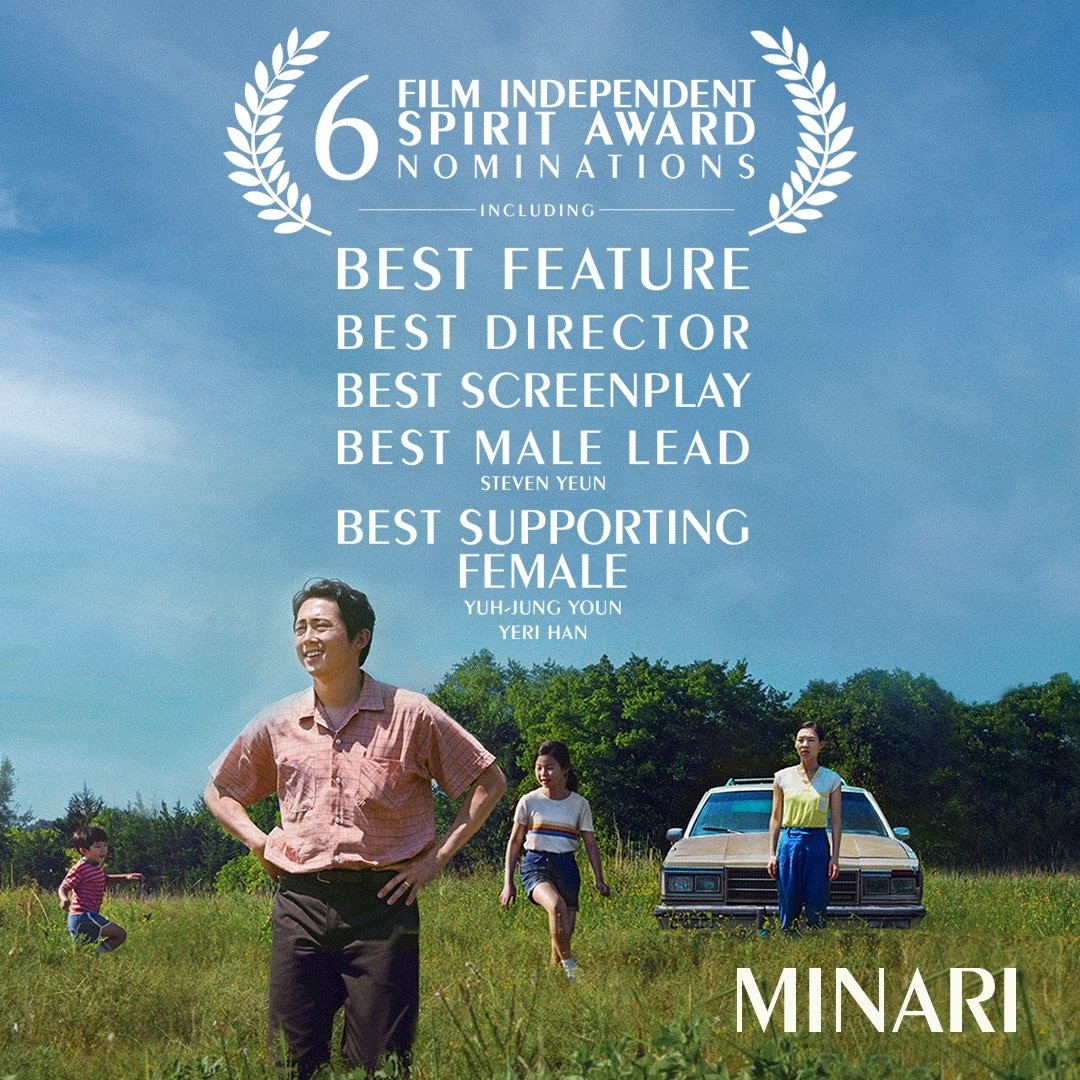 6 FILM INDEPENDENT
SPIRIT AWARD
NOMINATIONS
INCLUDING
BEST FEATURE
BEST DIRECTOR
BEST SCREENPLAY
BEST MALE LEAD
STEVEN YEUN
BEST SUPPORTING
FEMALE
YUH-JUNG YOUN
YERI HAN
MINARI